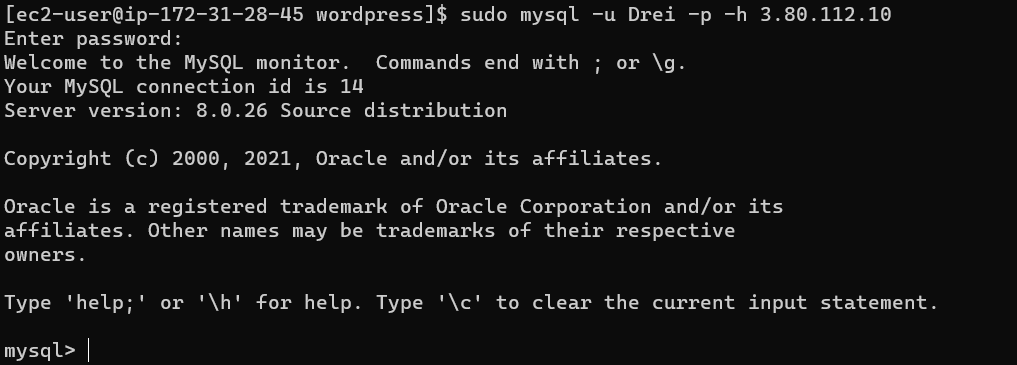 [ec2-user@ip-172-31-28-45 wordpress]$ sudo mysql -u Drei -p -h 3.80.112.10
Enter password:
Welcome to the MySQL monitor.  Commands end with ; or \g.
Your MySQL connection id is 14
Server version: 8.0.26 Source distribution

Copyright (c) 2000, 2021, Oracle and/or its affiliates.

Oracle is a registered trademark of Oracle Corporation and/or its
affiliates. Other names may be trademarks of their respective
owners.

Type 'help;' or '\h' for help. Type '\c' to clear the current input statement.

mysql>